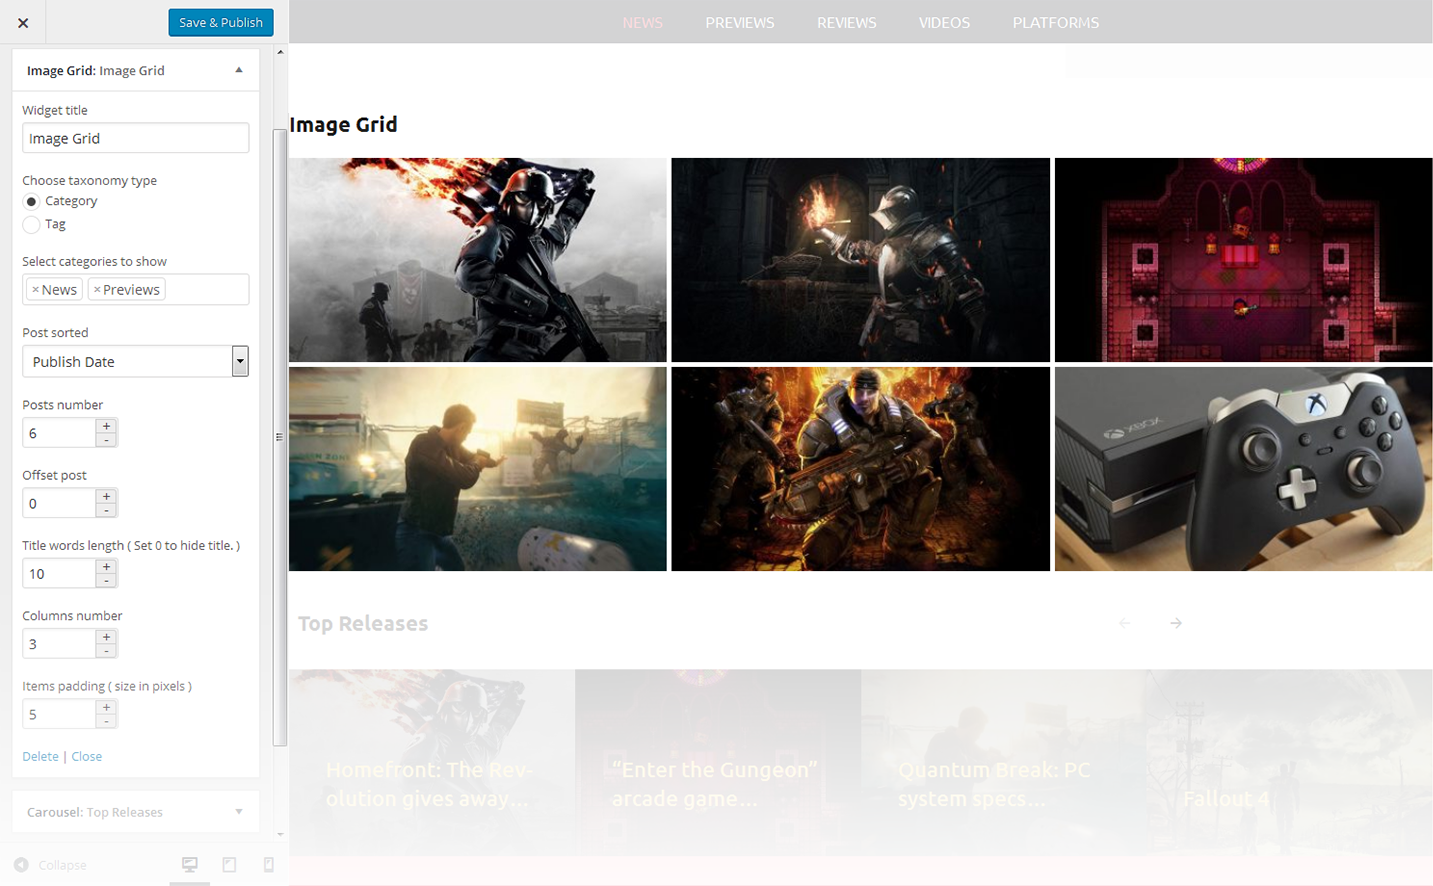 Save & Publish
NEWS PREVIEWS REVIEWS VIDEOS PLATFORMS
Image Grid: Image Grid
Widget title
Image Grid
Choose taxonomy type
Category
Tag
Select categories to show
× News × Previews
Post sorted
Publish Date
Posts number
6
+
-
Offset post
0
+
-
Title words length ( Set 0 to hide title. )
10
+
-
Columns number
3
+
-
Items padding ( size in pixels )
5
+
-
Delete | Close
Carousel: Top Releases
Collapse
Image Grid
XBOX
Top Releases
Homefront: The Rev-
olution gives away...
“Enter the Gungeon”
arcade game...
Quantum Break: PC
system specs...
Fallout 4